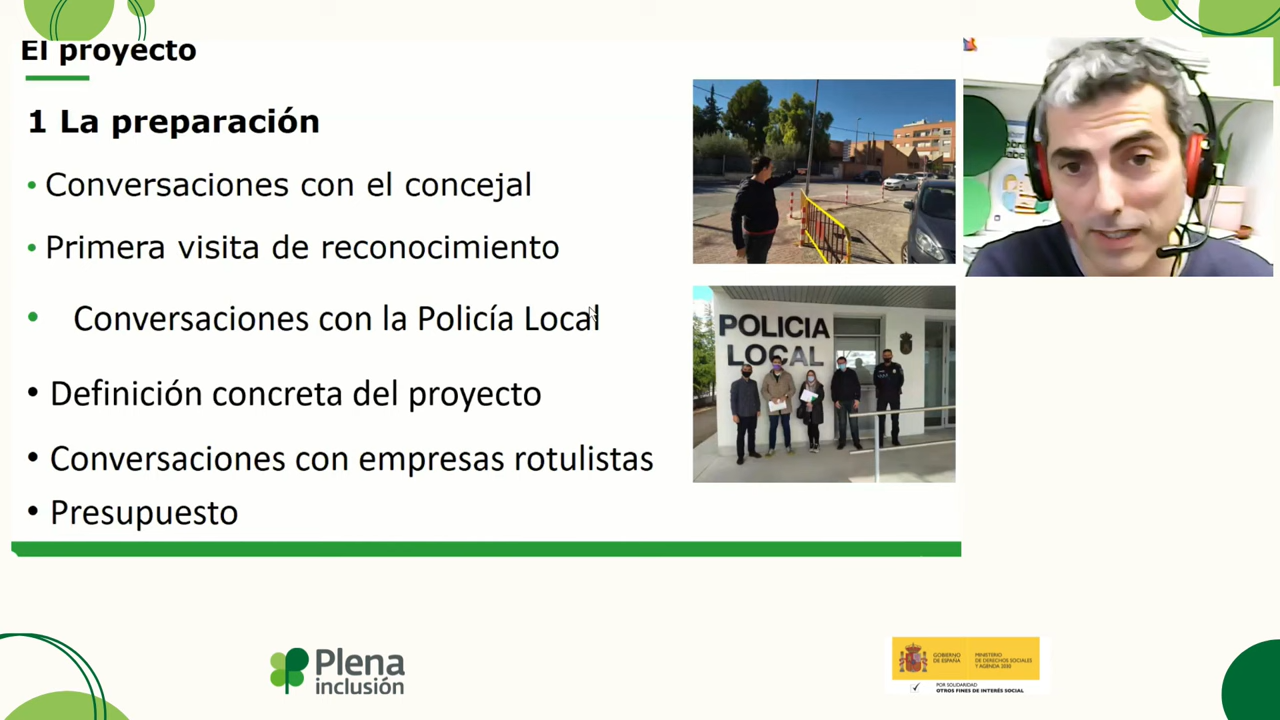 El proyecto
1 La preparación
• Conversaciones con el concejal
• Primera visita de reconocimiento
• Conversaciones con la Policía Local
• Definición concreta del proyecto
• Conversaciones con empresas rotulistas
• Presupuesto
POLICIA
LOCAL
Plena
inclusión
GOBIERNO
DE ESPAÑA
MINISTERIO
DE DERECHOS SOCIALES
Y AGENDA 2030
POR SOLIDARIDAD
OTROS FINES DE INTERÉS SOCIAL